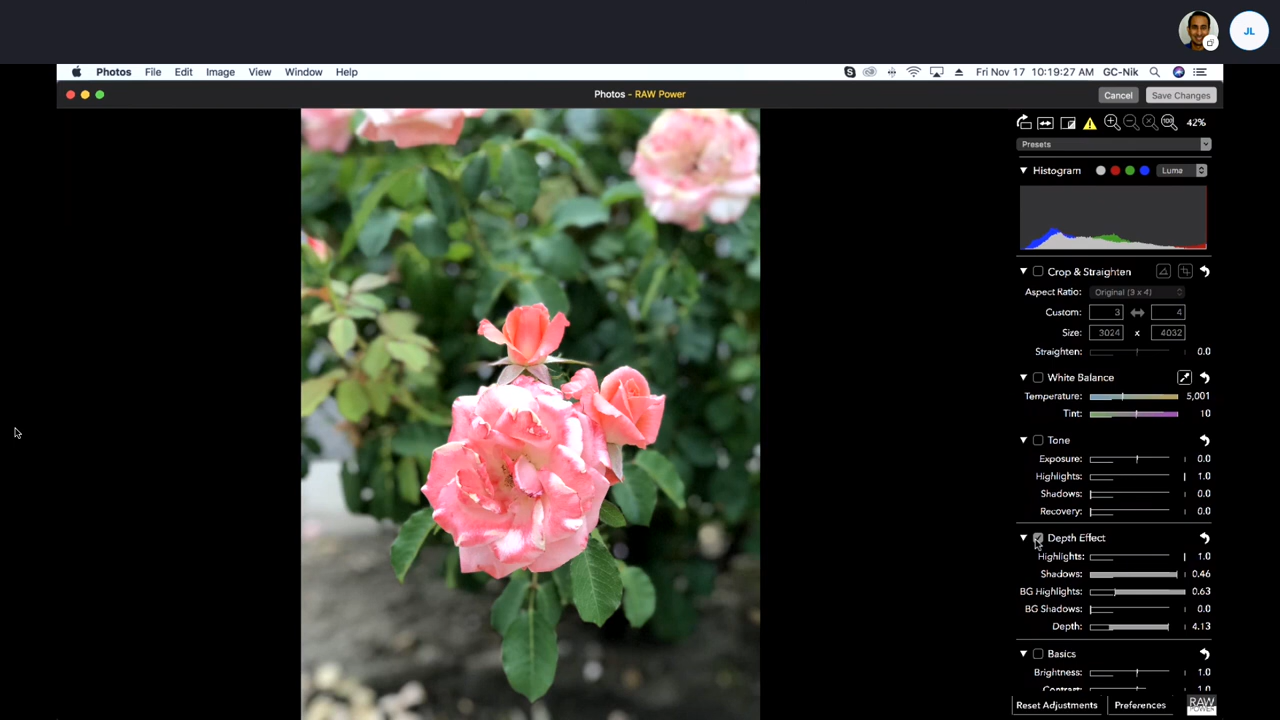 JL
Photos File Edit Image View Window Help
Fri Nov 17 10:19:27 AM GC-Nik
Photos - RAW Power
Cancel Save Changes
42%
Presets
Histogram Luma
Crop & Straighten
Aspect Ratio: Original (3 x 4)
Custom: 3 4
Size: 3024 x 4032
Straighten: 0.0
White Balance
Temperature: 5,001
Tint: 10
Tone
Exposure: 0.0
Highlights: 1.0
Shadows: 0.0
Recovery: 0.0
Depth Effect
Highlights: 1.0
Shadows: 0.46
BG Highlights: 0.63
BG Shadows: 0.0
Depth: 4.13
Basics
Brightness: 1.0
Contrast: 1.0
Reset Adjustments Preferences RAW
POWER